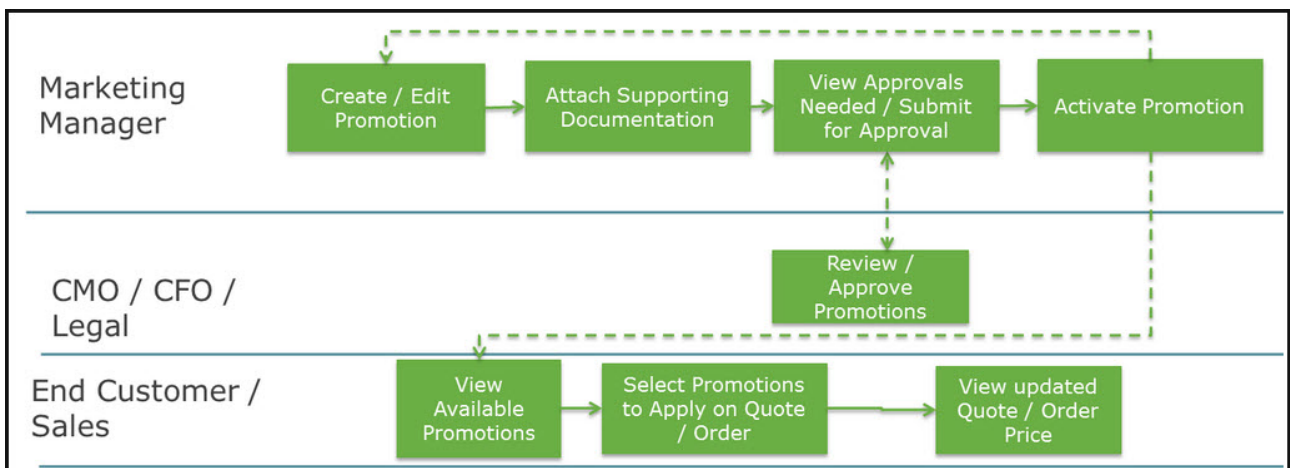 Marketing
Manager
Create / Edit
Promotion
Attach Supporting
Documentation
View Approvals
Needed / Submit
for Approval
Activate Promotion
CMO / CFO /
Legal
Review /
Approve
Promotions
End Customer /
Sales
View
Available
Promotions
Select Promotions
to Apply on Quote
/ Order
View updated
Quote / Order
Price